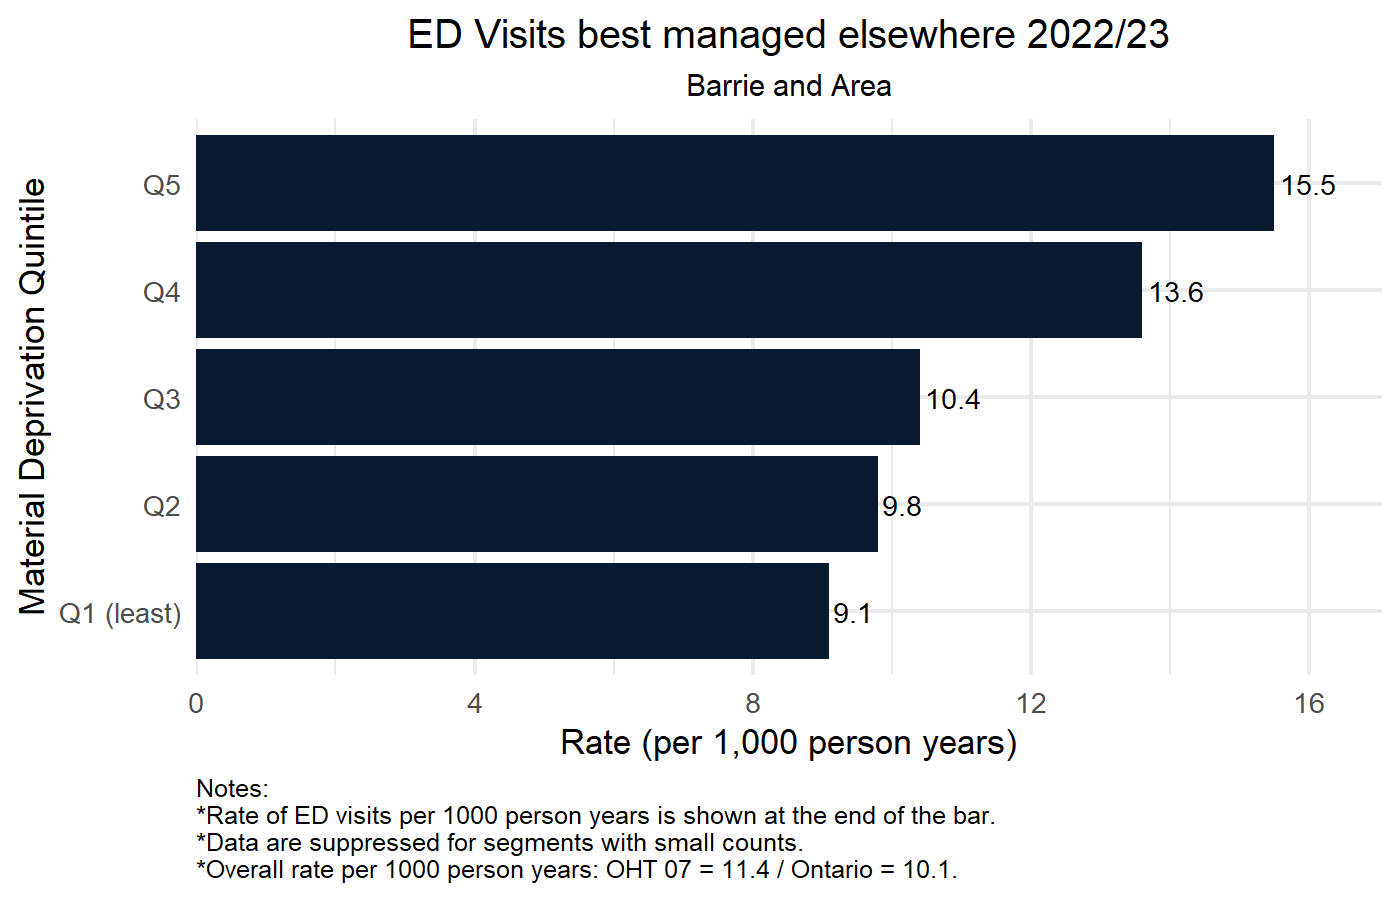 ED Visits best managed elsewhere 2022/23
Barrie and Area
Material Deprivation Quintile
Q5
15.5
Q4
13.6
Q3
10.4
Q2
9.8
Q1 (least)
9.1
0 4 8 12 16
Rate (per 1,000 person years)
Notes:
*Rate of ED visits per 1000 person years is shown at the end of the bar.
*Data are suppressed for segments with small counts.
*Overall rate per 1000 person years: OHT 07 = 11.4 / Ontario = 10.1.